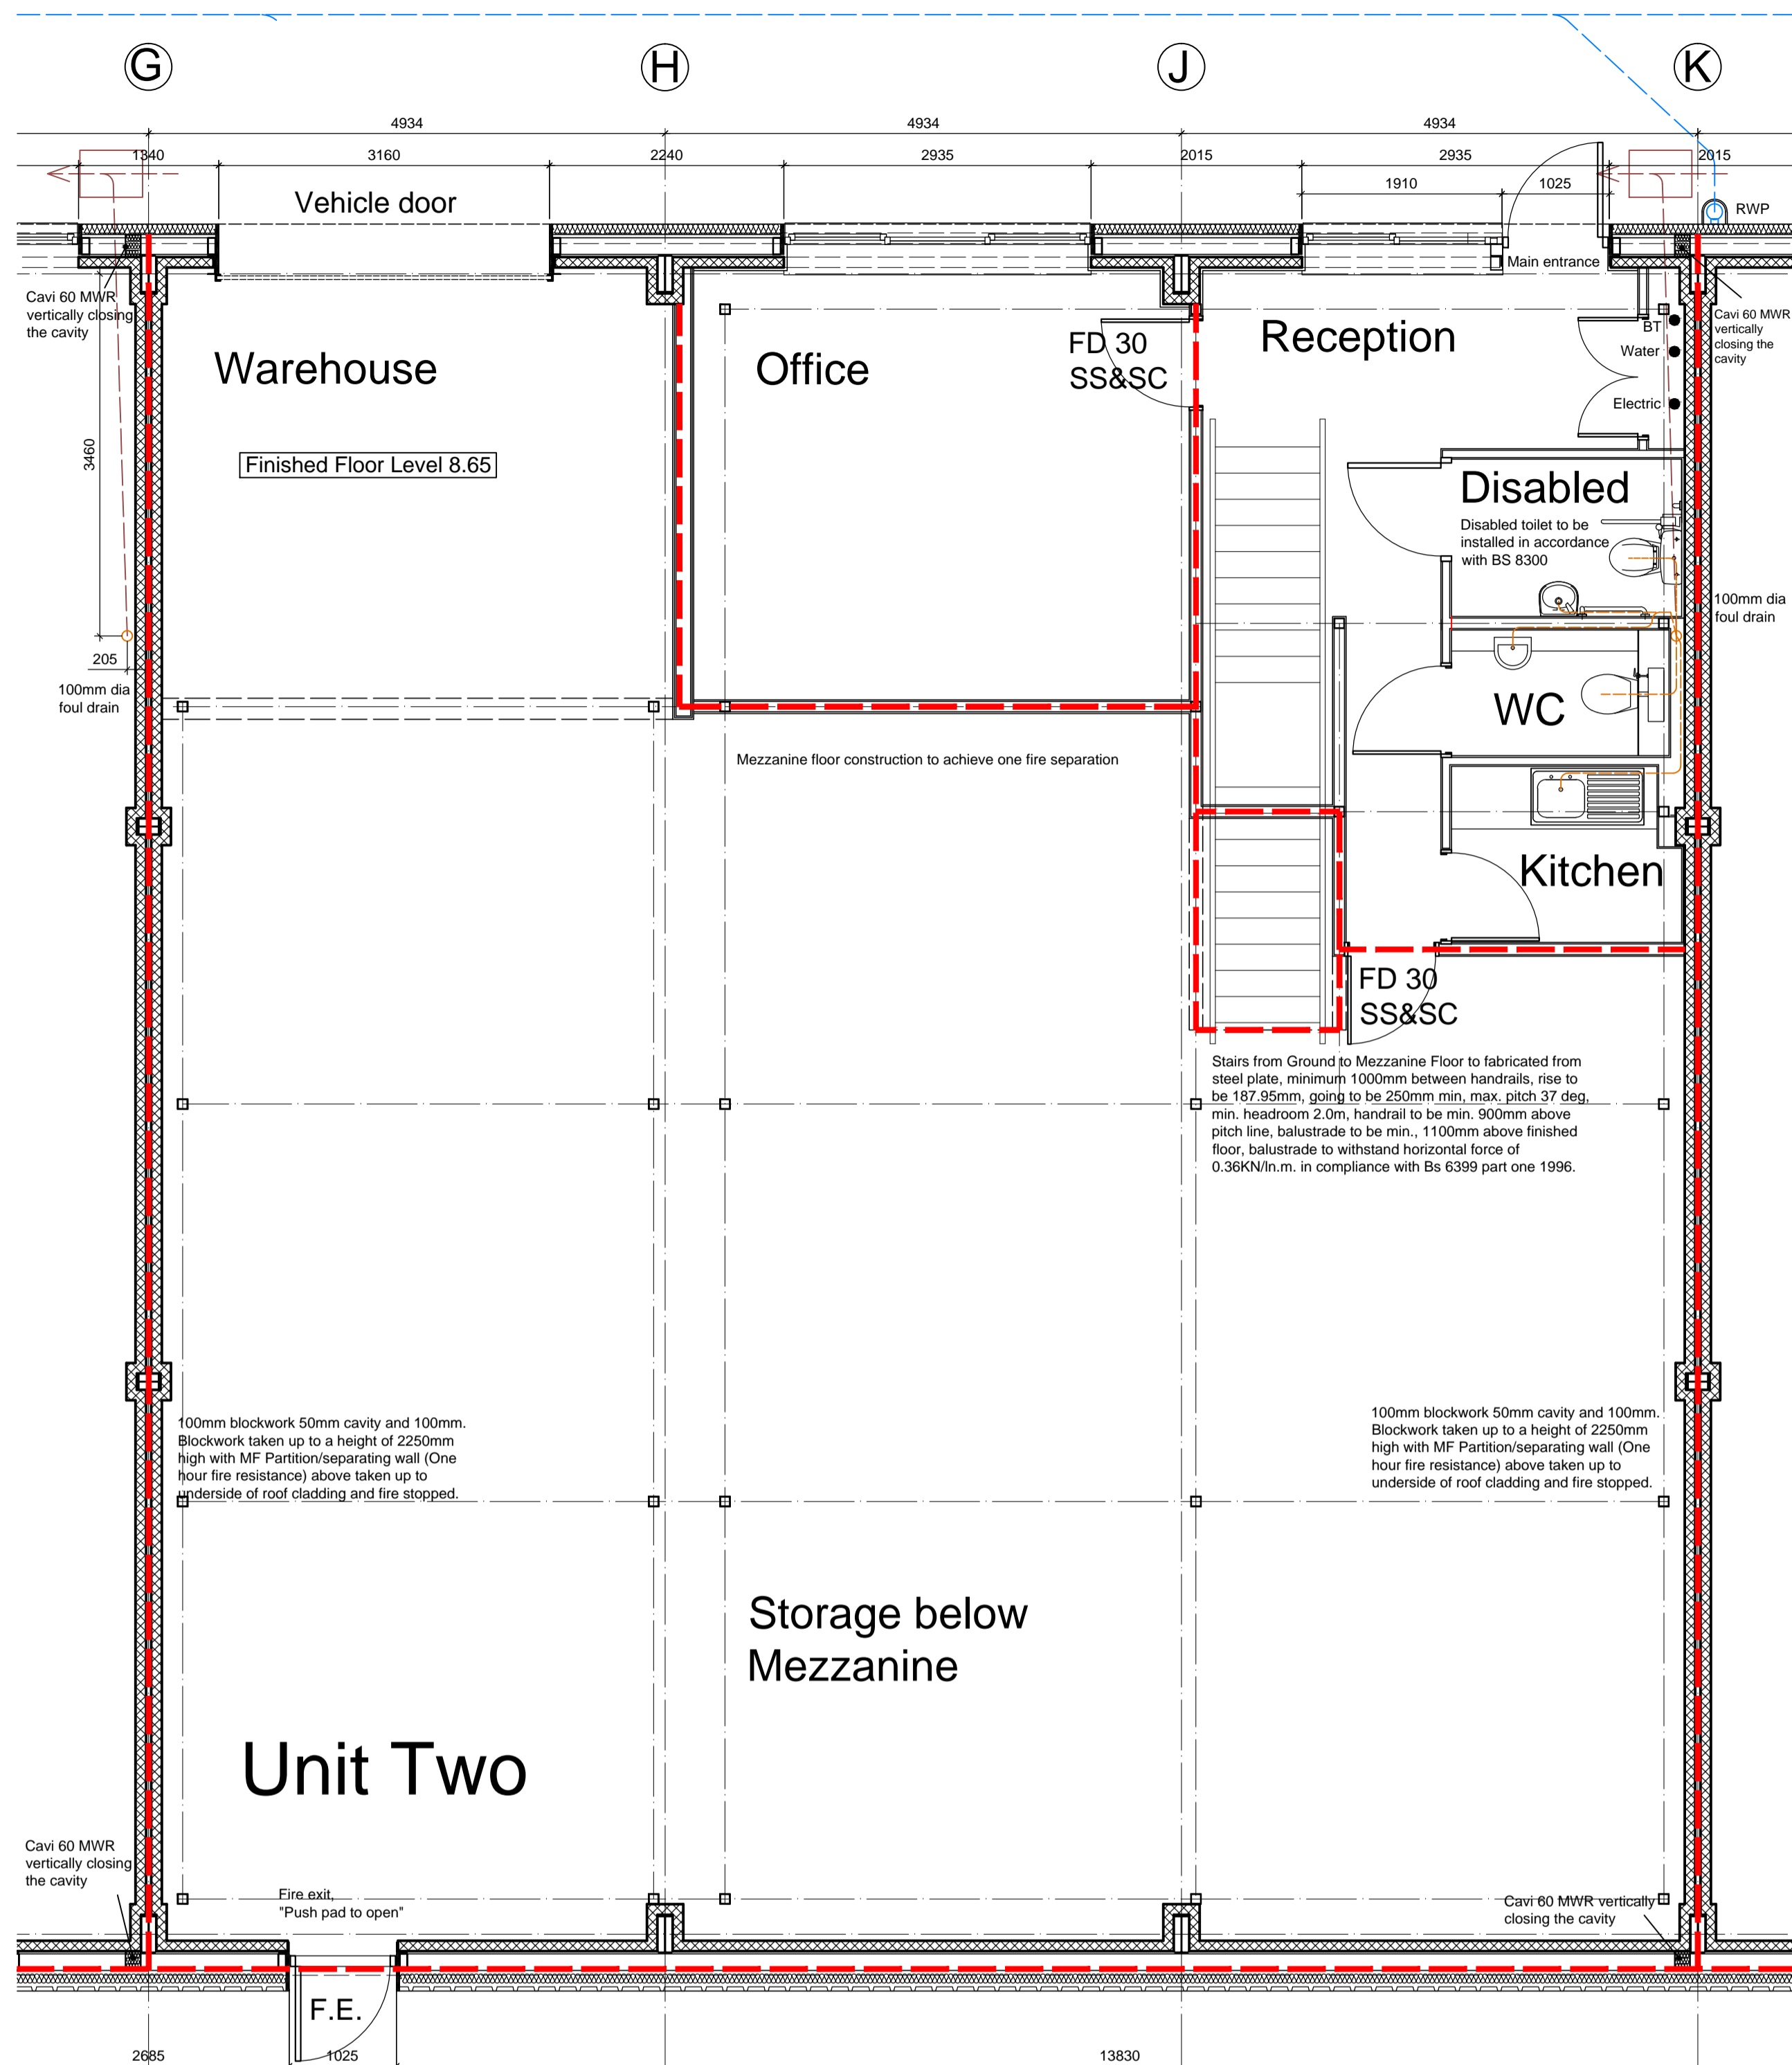 G
H
J
K
4934
4934
4934
1340
3160
2240
2935
2015
2935
2015
1910
1025
Vehicle door
RWP
Main entrance
Cavi 60 MWR
vertically closing
the cavity
Cavi 60 MWR
vertically
closing the
cavity
Warehouse
Office
FD 30
SS&SC
Reception
BT
Water
Electric
3460
Finished Floor Level 8.65
Disabled
Disabled toilet to be
installed in accordance
with BS 8300
100mm dia
foul drain
205
100mm dia
foul drain
WC
Mezzanine floor construction to achieve one fire separation
Kitchen
FD 30
SS&SC
Stairs from Ground to Mezzanine Floor to fabricated from
steel plate, minimum 1000mm between handrails, rise to
be 187.95mm, going to be 250mm min, max. pitch 37 deg,
min. headroom 2.0m, handrail to be min. 900mm above
pitch line, balustrade to be min., 1100mm above finished
floor, balustrade to withstand horizontal force of
0.36KN/ln.m. in compliance with Bs 6399 part one 1996.
100mm blockwork 50mm cavity and 100mm.
Blockwork taken up to a height of 2250mm
high with MF Partition/separating wall (One
hour fire resistance) above taken up to
underside of roof cladding and fire stopped.
100mm blockwork 50mm cavity and 100mm.
Blockwork taken up to a height of 2250mm
high with MF Partition/separating wall (One
hour fire resistance) above taken up to
underside of roof cladding and fire stopped.
Storage below
Mezzanine
Unit Two
Cavi 60 MWR
vertically closing
the cavity
Fire exit,
"Push pad to open"
Cavi 60 MWR vertically
closing the cavity
F.E.
2685
1025
13830